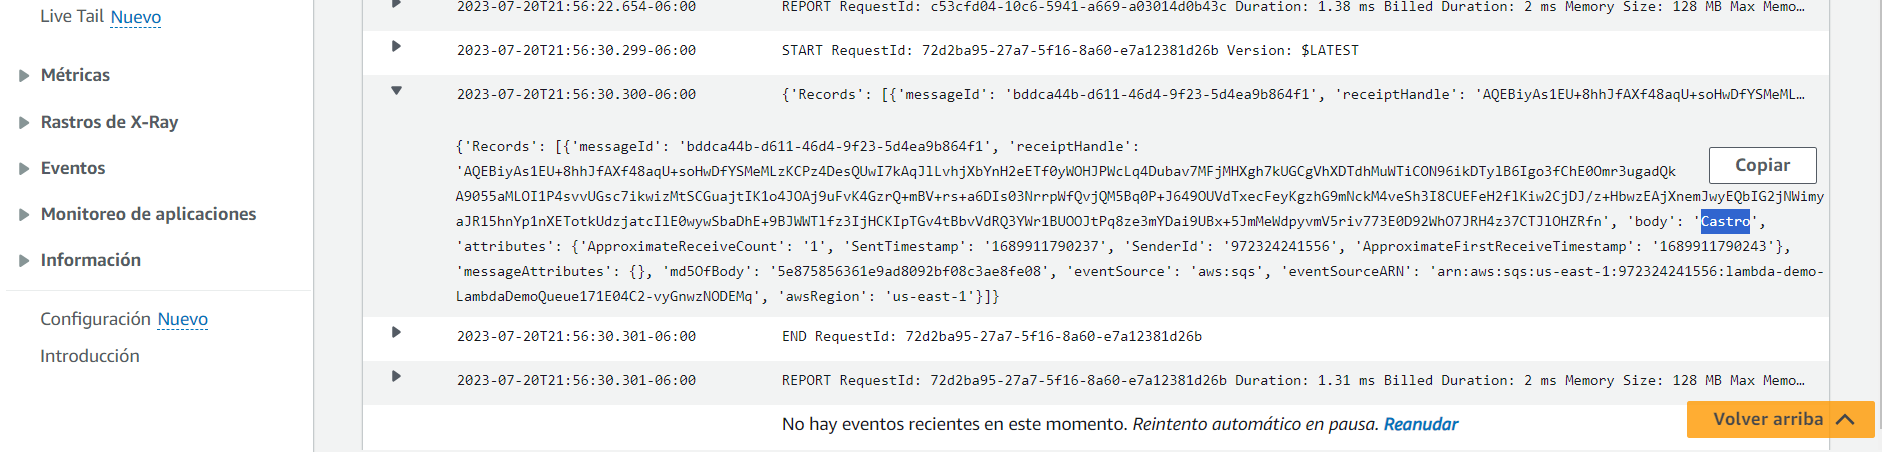 Live Tail Nuevo
Métricas
Rastros de X-Ray
Eventos
Monitoreo de aplicaciones
Información
Configuración Nuevo
Introducción
2023-07-20T21:56:22.654-06:00 REPORT RequestId: c53cfd04-10c6-5941-a669-a03014d0b43c Duration: 1.38 ms Billed Duration: 2 ms Memory Size: 128 MB Max Memo…
2023-07-20T21:56:30.299-06:00 START RequestId: 72d2ba95-27a7-5f16-8a60-e7a12381d26b Version: $LATEST
2023-07-20T21:56:30.300-06:00 {'Records': [{'messageId': 'bddca44b-d611-46d4-9f23-5d4ea9b864f1', 'receiptHandle': 'AQEBiyAs1EU+8hhJfAXf48aqU+soHwDfYSMeML…
{'Records': [{'messageId': 'bddca44b-d611-46d4-9f23-5d4ea9b864f1', 'receiptHandle':
'AQEBiyAs1EU+8hhJfAXf48aqU+soHwDfYSMeMLzKCPz4DesQUwI7kAqJlLvhjXbYnH2eETf0yWOHJPWcLq4Dubav7MFjMHXgh7kUGCgVhXDTdhMuWTiCON96ikDTylB6Igo3fChE0Omr3ugadQk
A9055aMLOI1P4svvUGsc7ikwizMtSCGuajtIK1o4JOAj9uFvK4GzrQ+mBV+rs+a6DIs03NrrpWfQvjQM5Bq0P+J649OUVdTxecFeyKgzhG9mNckM4veSh3I8CUEFeH2flKiw2CjDJ/z+HbwzEAjXnemJwyEQbIG2jNWimy
aJR15hnYp1nXETotkUdzjatcIlE0wywSbaDhE+9BJWWTlfz3IjHCKIpTGv4tBbvVdRQ3YWr1BUOOJtPq8ze3mYDai9UBx+5JmMeWdpyvmV5riv773E0D92WhO7JRH4z37CTJlOHZRfn', 'body': 'Castro',
'attributes': {'ApproximateReceiveCount': '1', 'SentTimestamp': '1689911790237', 'SenderId': '972324241556', 'ApproximateFirstReceiveTimestamp': '1689911790243'},
'messageAttributes': {}, 'md5OfBody': '5e875856361e9ad8092bf08c3ae8fe08', 'eventSource': 'aws:sqs', 'eventSourceARN': 'arn:aws:sqs:us-east-1:972324241556:lambda-demo-
LambdaDemoQueue171E04C2-vyGnwzNODEMq', 'awsRegion': 'us-east-1'}]}
Copiar
2023-07-20T21:56:30.301-06:00 END RequestId: 72d2ba95-27a7-5f16-8a60-e7a12381d26b
2023-07-20T21:56:30.301-06:00 REPORT RequestId: 72d2ba95-27a7-5f16-8a60-e7a12381d26b Duration: 1.31 ms Billed Duration: 2 ms Memory Size: 128 MB Max Memo…
No hay eventos recientes en este momento. Reintento automático en pausa. Reanudar
Volver arriba